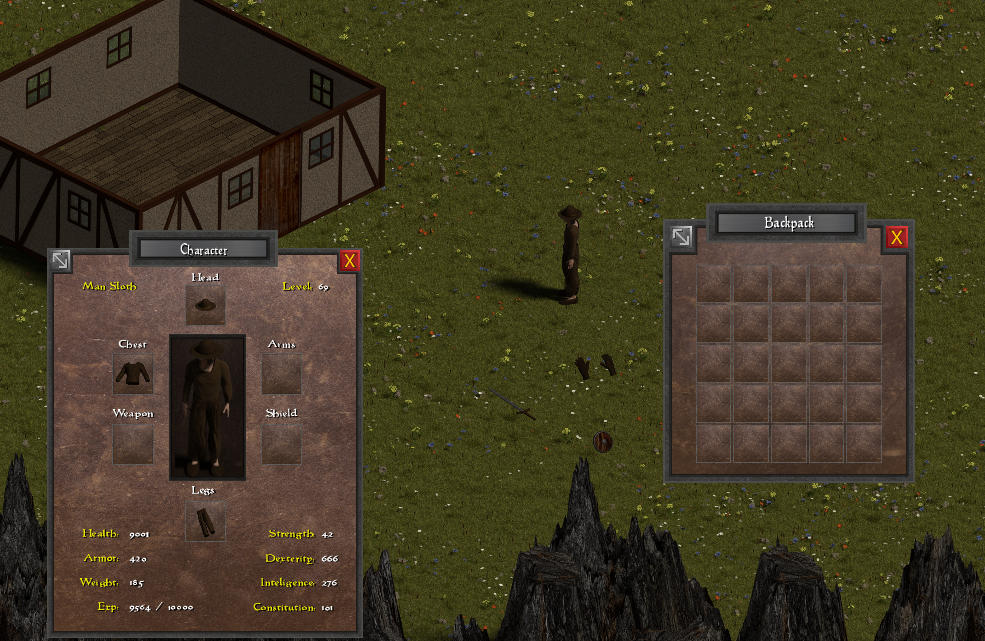 Character
X
Head
Man Sloth
Level: 69
Chest
Arms
Weapon
Shield
Legs
Health: 9001
Strength: 42
Armor: 420
Dexterity: 666
Weight: 185
Inteligence: 276
Exp: 9564 / 10000
Constitution: 101
Backpack
X